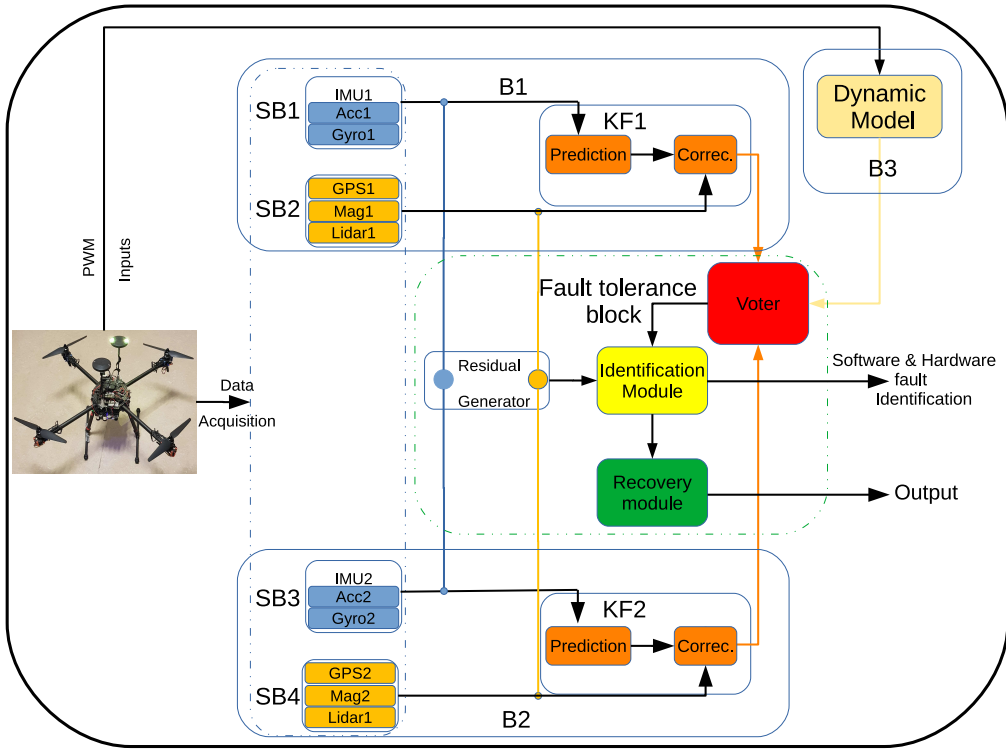 B1
IMU1
SB1
Acc1
Gyro1
KF1
Prediction
Correc.
Dynamic
Model
B3
GPS1
SB2
Mag1
Lidar1
PWM
Inputs
Fault tolerance
block
Voter
Residual
Generator
Identification
Module
Software & Hardware
fault
Identification
Data
Acquisition
Recovery
module
Output
IMU2
SB3
Acc2
Gyro2
KF2
Prediction
Correc.
GPS2
SB4
Mag2
Lidar1
B2